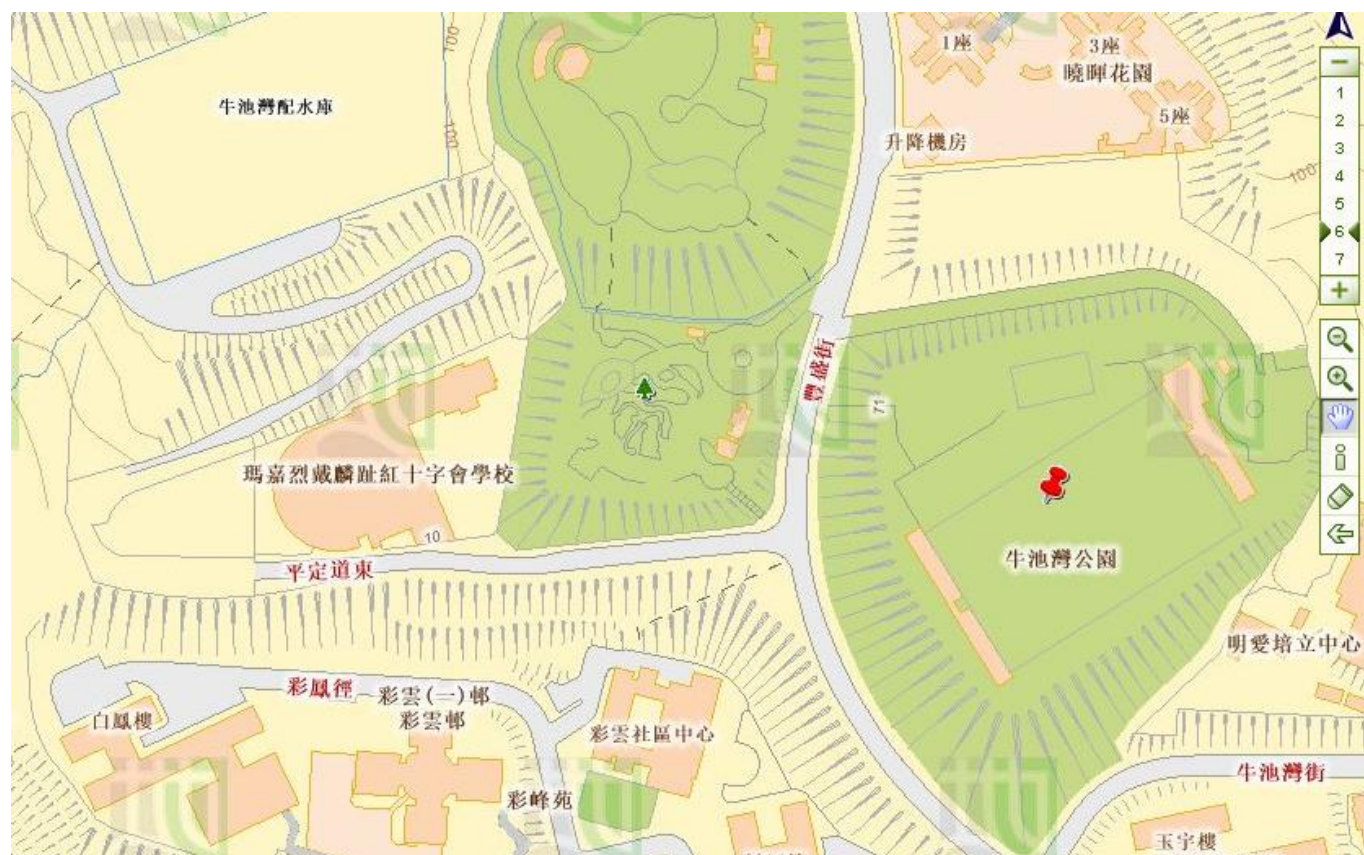 100
1座
3座
曉暉花園
5座
牛池灣配水庫
100
升降機房
100
1
2
3
4
5
6
7
豐盛街
71
瑪嘉烈戴麟趾紅十字會學校
10
平定道東
牛池灣公園
明愛培立中心
彩鳳徑
彩雲(一)邨
彩雲邨
白鳳樓
彩雲社區中心
彩峰苑
牛池灣街
玉宇樓